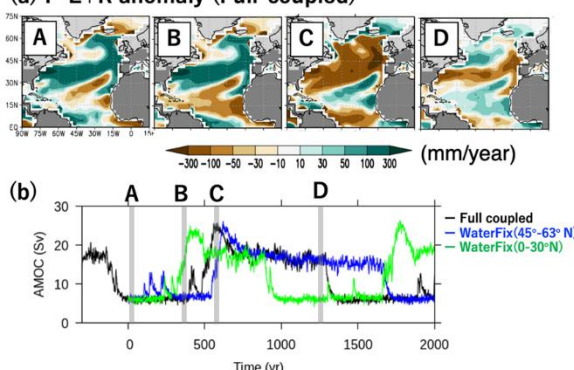 (a) P-E+R anomaly (Full-coupled)
75N
60N
45N
30N
15N
EQ
A B C D
90W 75W 60W 45W 30W 15W 0 15
-300 -100 -50 -30 -10 10 30 50 100 300 (mm/year)
(b) A B C D
AMOC (Sv)
30
20
10
0
0 500 1000 1500 2000
Time (yr)
Full coupled
WaterFix(45°-63° N)
WaterFix(0-30°N)